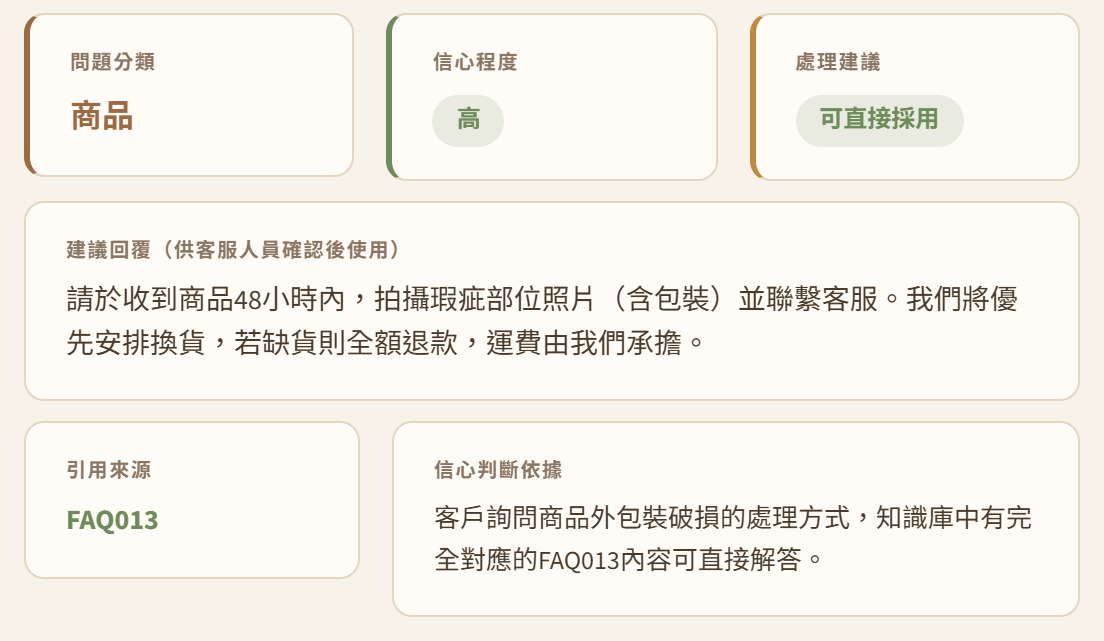 問題分類
商品
信心程度
高
處理建議
可直接採用
建議回覆（供客服人員確認後使用）
請於收到商品48小時內，拍攝瑕疵部位照片（含包裝）並聯繫客服。我們將優
先安排換貨，若缺貨則全額退款，運費由我們承擔。
引用來源
FAQ013
信心判斷依據
客戶詢問商品外包裝破損的處理方式，知識庫中有完
全對應的FAQ013內容可直接解答。